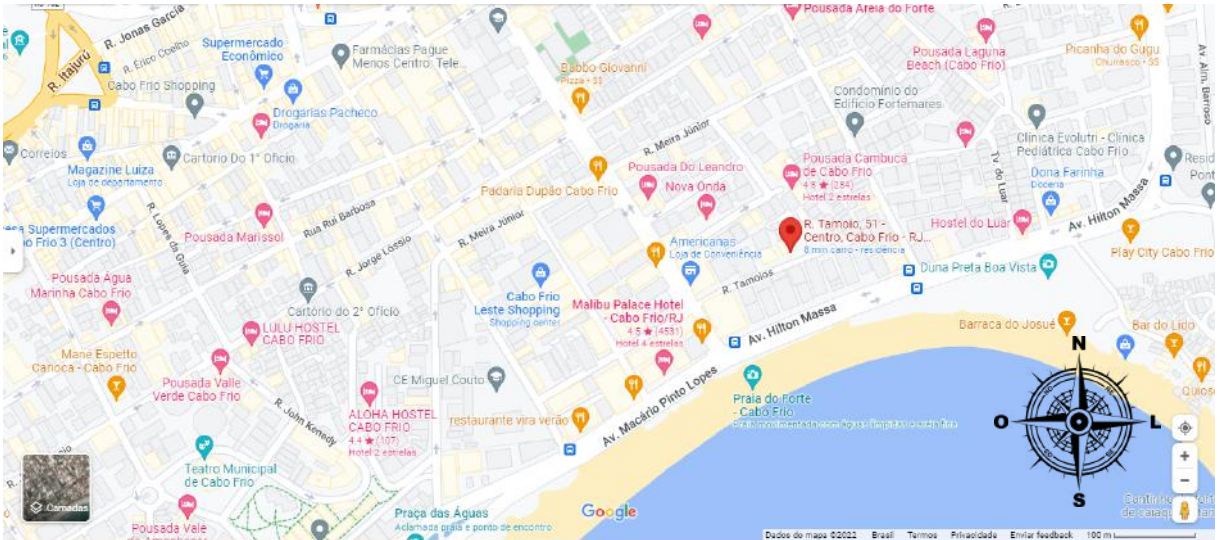 R. Jonas Garcia
R. Érico Coelho
R. Itajurú
Supermercado
Econômico
Cabo Frio Shopping
Farmácias Pague
Menos Centro: Tele...
Drogarias Pacheco
Drogaria
Babbo Giovanni
Pizza • $$
Pousada Areia do Forte
Pousada Laguna
Beach (Cabo Frio)
Picanha do Gugu
Churrasco • $$
Av. Alm. Barroso
Condomínio do
Edifício Fortemares
Correios
Magazine Luiza
Loja de departamento
Cartório Do 1° Ofício
R. Meira Júnior
Clínica Evolutri - Clínica
Pediátrica Cabo Frio...
Tv. do Luar
Dona Farinha
Doceria
Resid
Pont
Pousada Do Leandro
Nova Onda
Pousada Cambuca
de Cabo Frio
4.8 ★ (284)
Hotel 2 estrelas
Padaria Dupão Cabo Frio
R. Lopes da Guia
Rua Rui Barbosa
R. Meira Júnior
Pousada Marissol
Supermercados
Frio 3 (Centro)
R. Jorge Lóssio
Americanas
Loja de Conveniência
R. Tamoio, 51 -
Centro, Cabo Frio - RJ...
8 min carro - residência
Hostel do Luar
Av. Hilton Massa
Play City Cabo Frio
Pousada Água
Marinha Cabo Frio
Cartório do 2° Ofício
Cabo Frio
Leste Shopping
Shopping center
R. Tamoios
Duna Preta Boa Vista
Malibu Palace Hotel
- Cabo Frio/RJ
4.5 ★ (4531)
Hotel 4 estrelas
Av. Hilton Massa
LULU HOSTEL
CABO FRIO
Barraca do Josué
Bar do Lido
Mané Espetto
Carioca - Cabo Frio
Pousada Valle
Verde Cabo Frio
CE Miguel Couto
Praia do Forte
- Cabo Frio
Praia movimentada com águas límpidas e areia fina
Quiosq
R. John Kenedy
ALOHA HOSTEL
CABO FRIO
4.4 ★ (107)
Hotel 2 estrelas
restaurante vira verão
Av. Macário Pinto Lopes
N
O
L
S
Teatro Municipal
de Cabo Frio
Camadas
Pousada Vale
Praça das Águas
Aclamada praia e ponto de encontro
Google
Dados do mapa ©2022 Brasil Termos Privacidade Enviar feedback 100 m